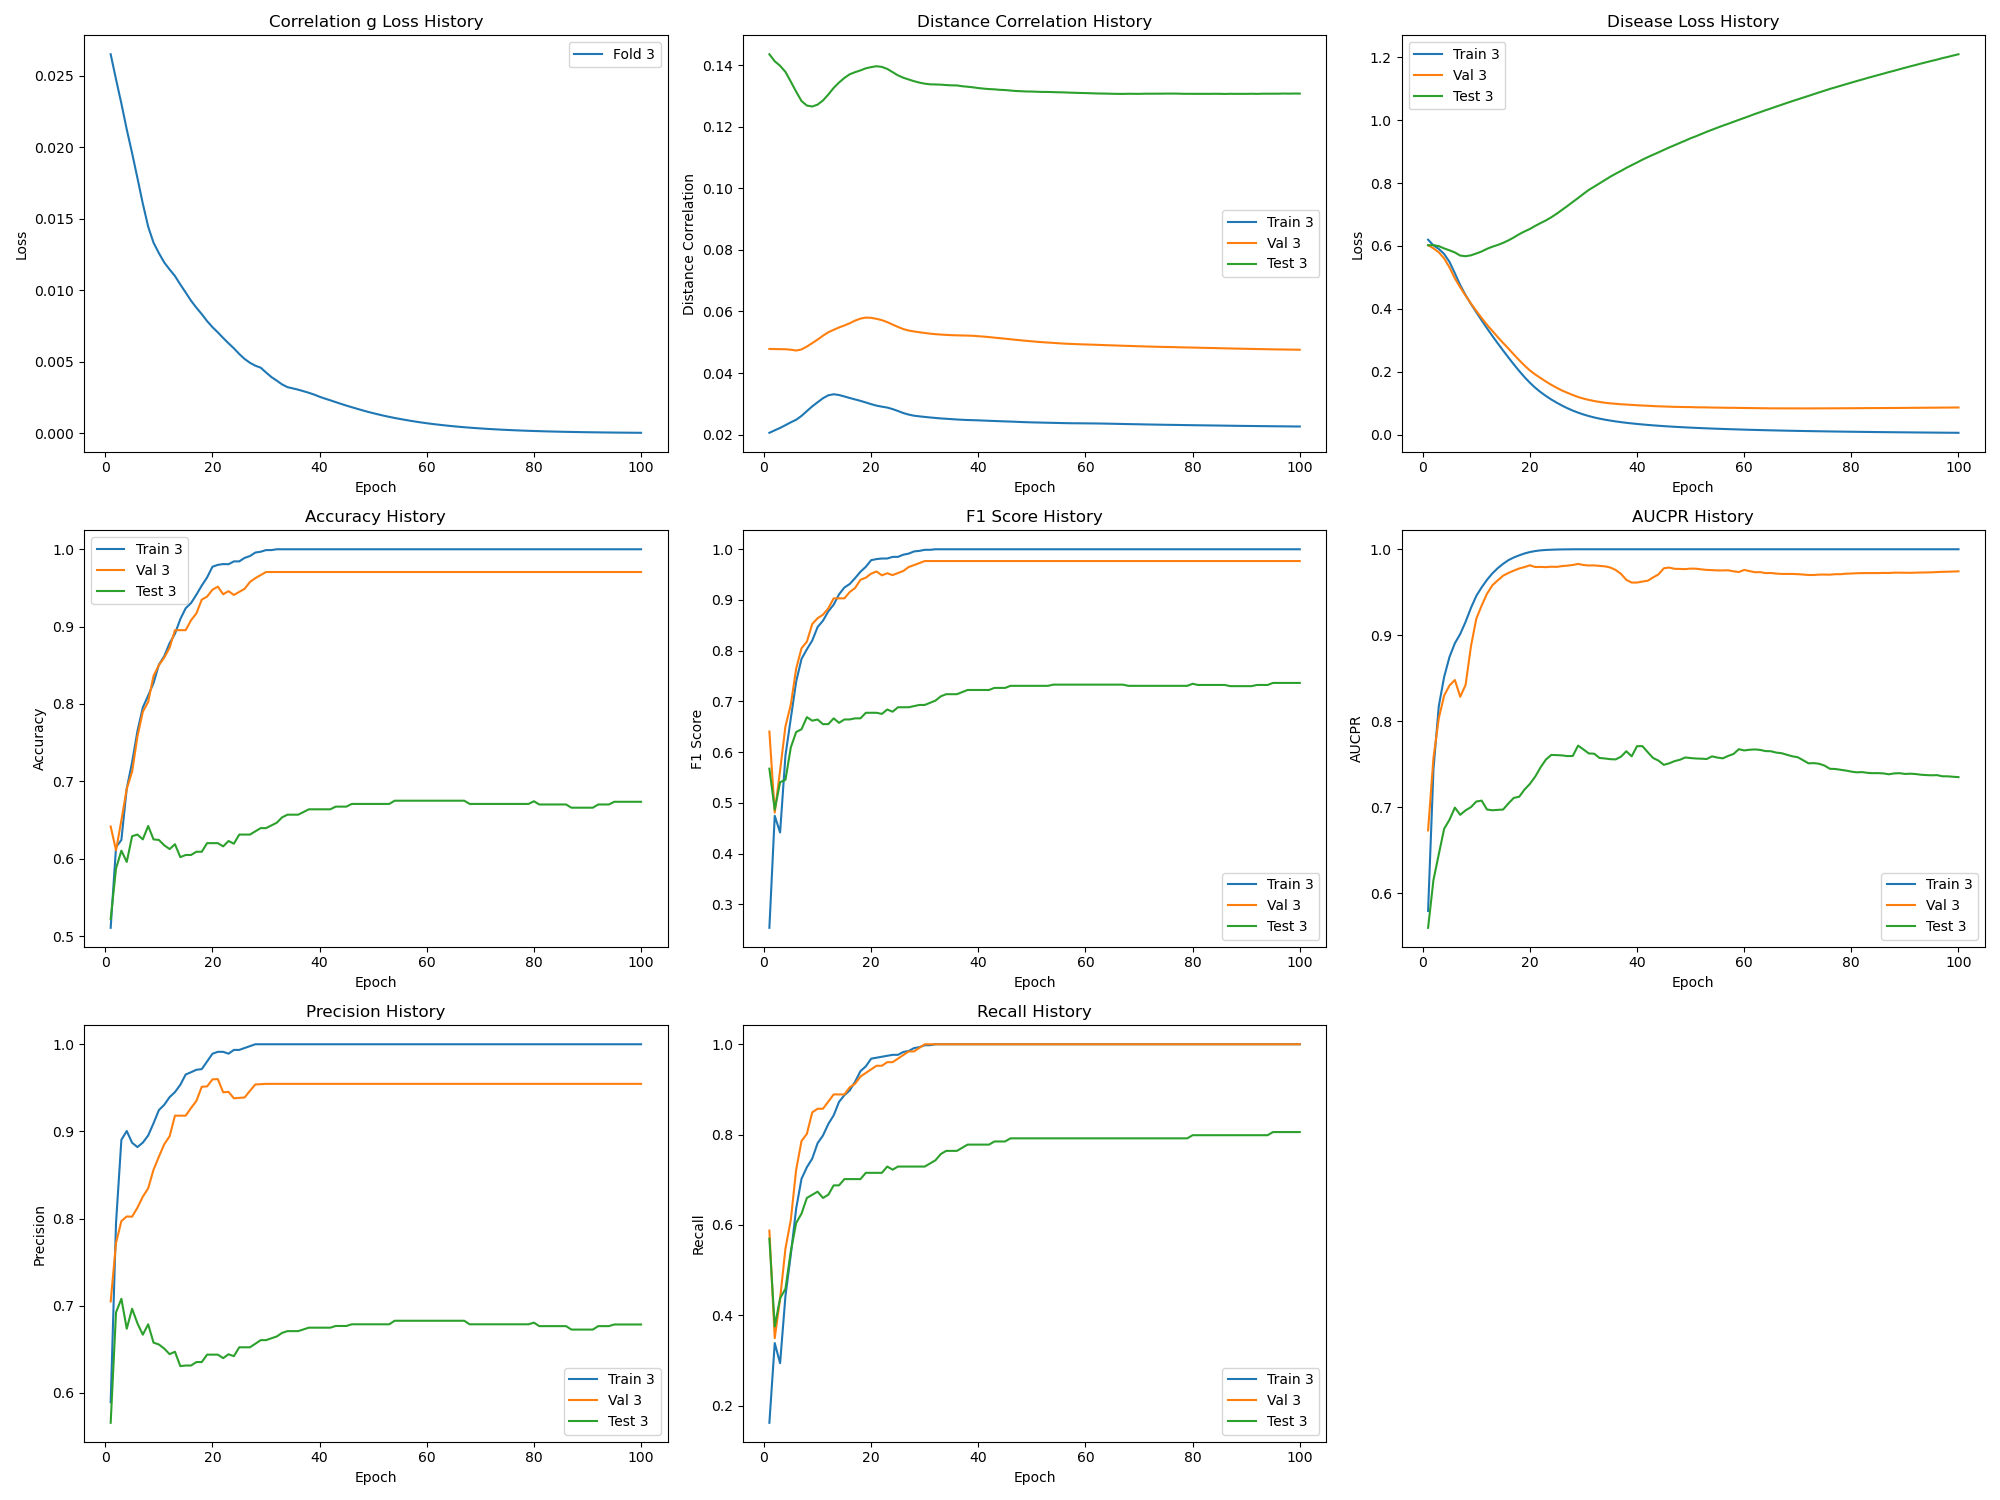 Correlation g Loss History
Loss
0.025
0.020
0.015
0.010
0.005
0.000
Fold 3
0 20 40 60 80 100
Epoch
Distance Correlation History
Distance Correlation
0.14
0.12
0.10
0.08
0.06
0.04
0.02
Train 3
Val 3
Test 3
0 20 40 60 80 100
Epoch
Disease Loss History
Loss
1.2
1.0
0.8
0.6
0.4
0.2
0.0
Train 3
Val 3
Test 3
0 20 40 60 80 100
Epoch
Accuracy History
Accuracy
1.0
0.9
0.8
0.7
0.6
0.5
Train 3
Val 3
Test 3
0 20 40 60 80 100
Epoch
F1 Score History
F1 Score
1.0
0.9
0.8
0.7
0.6
0.5
0.4
0.3
Train 3
Val 3
Test 3
0 20 40 60 80 100
Epoch
AUCPR History
AUCPR
1.0
0.9
0.8
0.7
0.6
Train 3
Val 3
Test 3
0 20 40 60 80 100
Epoch
Precision History
Precision
1.0
0.9
0.8
0.7
0.6
Train 3
Val 3
Test 3
0 20 40 60 80 100
Epoch
Recall History
Recall
1.0
0.8
0.6
0.4
0.2
Train 3
Val 3
Test 3
0 20 40 60 80 100
Epoch